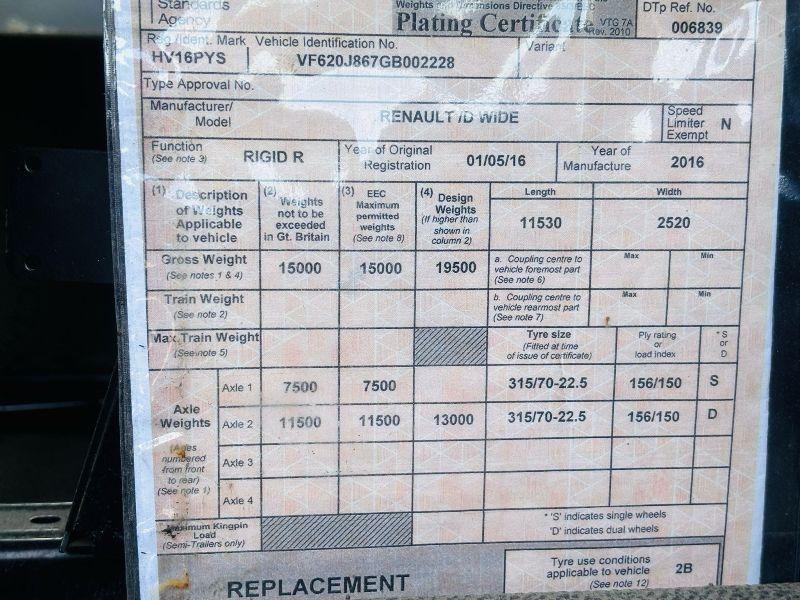 Standards
Agency
Weights and Dimensions Directive
Plating Certificate VTG 7A
Rev. 2010
DTp Ref. No.
006839
Reg/Ident. Mark Vehicle Identification No. Variant
HV16PYS VF620J867GB002228
Type Approval No.
Manufacturer/
Model
RENAULT /D WIDE
Speed
Limiter
Exempt N
Function
(See note 3) RIGID R
Year of Original
Registration 01/05/16
Year of
Manufacture 2016
(1) Description
of Weights
Applicable
to vehicle
(2) Weights
not to be
exceeded
in Gt. Britain
(3) EEC
Maximum
permitted
weights
(See note 8)
(4) Design
Weights
(If higher than
shown in
column 2)
Length
11530
Width
2520
Gross Weight
(See notes 1 & 4)
15000 15000 19500
a. Coupling centre to
vehicle foremost part
(See note 6)
Max Min
Train Weight
(See note 2)
b. Coupling centre to
vehicle rearmost part
(See note 7)
Max Min
Max.Train Weight
(See note 5)
Tyre size
(Fitted at time
of issue of certificate)
Ply rating
or
load index
* S
or
D
Axle
Weights
(Axles
numbered
from front
to rear)
(See note 1)
Axle 1 7500 7500 315/70-22.5 156/150 S
Axle 2 11500 11500 13000 315/70-22.5 156/150 D
Axle 3
Axle 4
Maximum Kingpin
Load
(Semi-Trailers only)
* 'S' indicates single wheels
'D' indicates dual wheels
REPLACEMENT
Tyre use conditions
applicable to vehicle
(See note 12)
2B